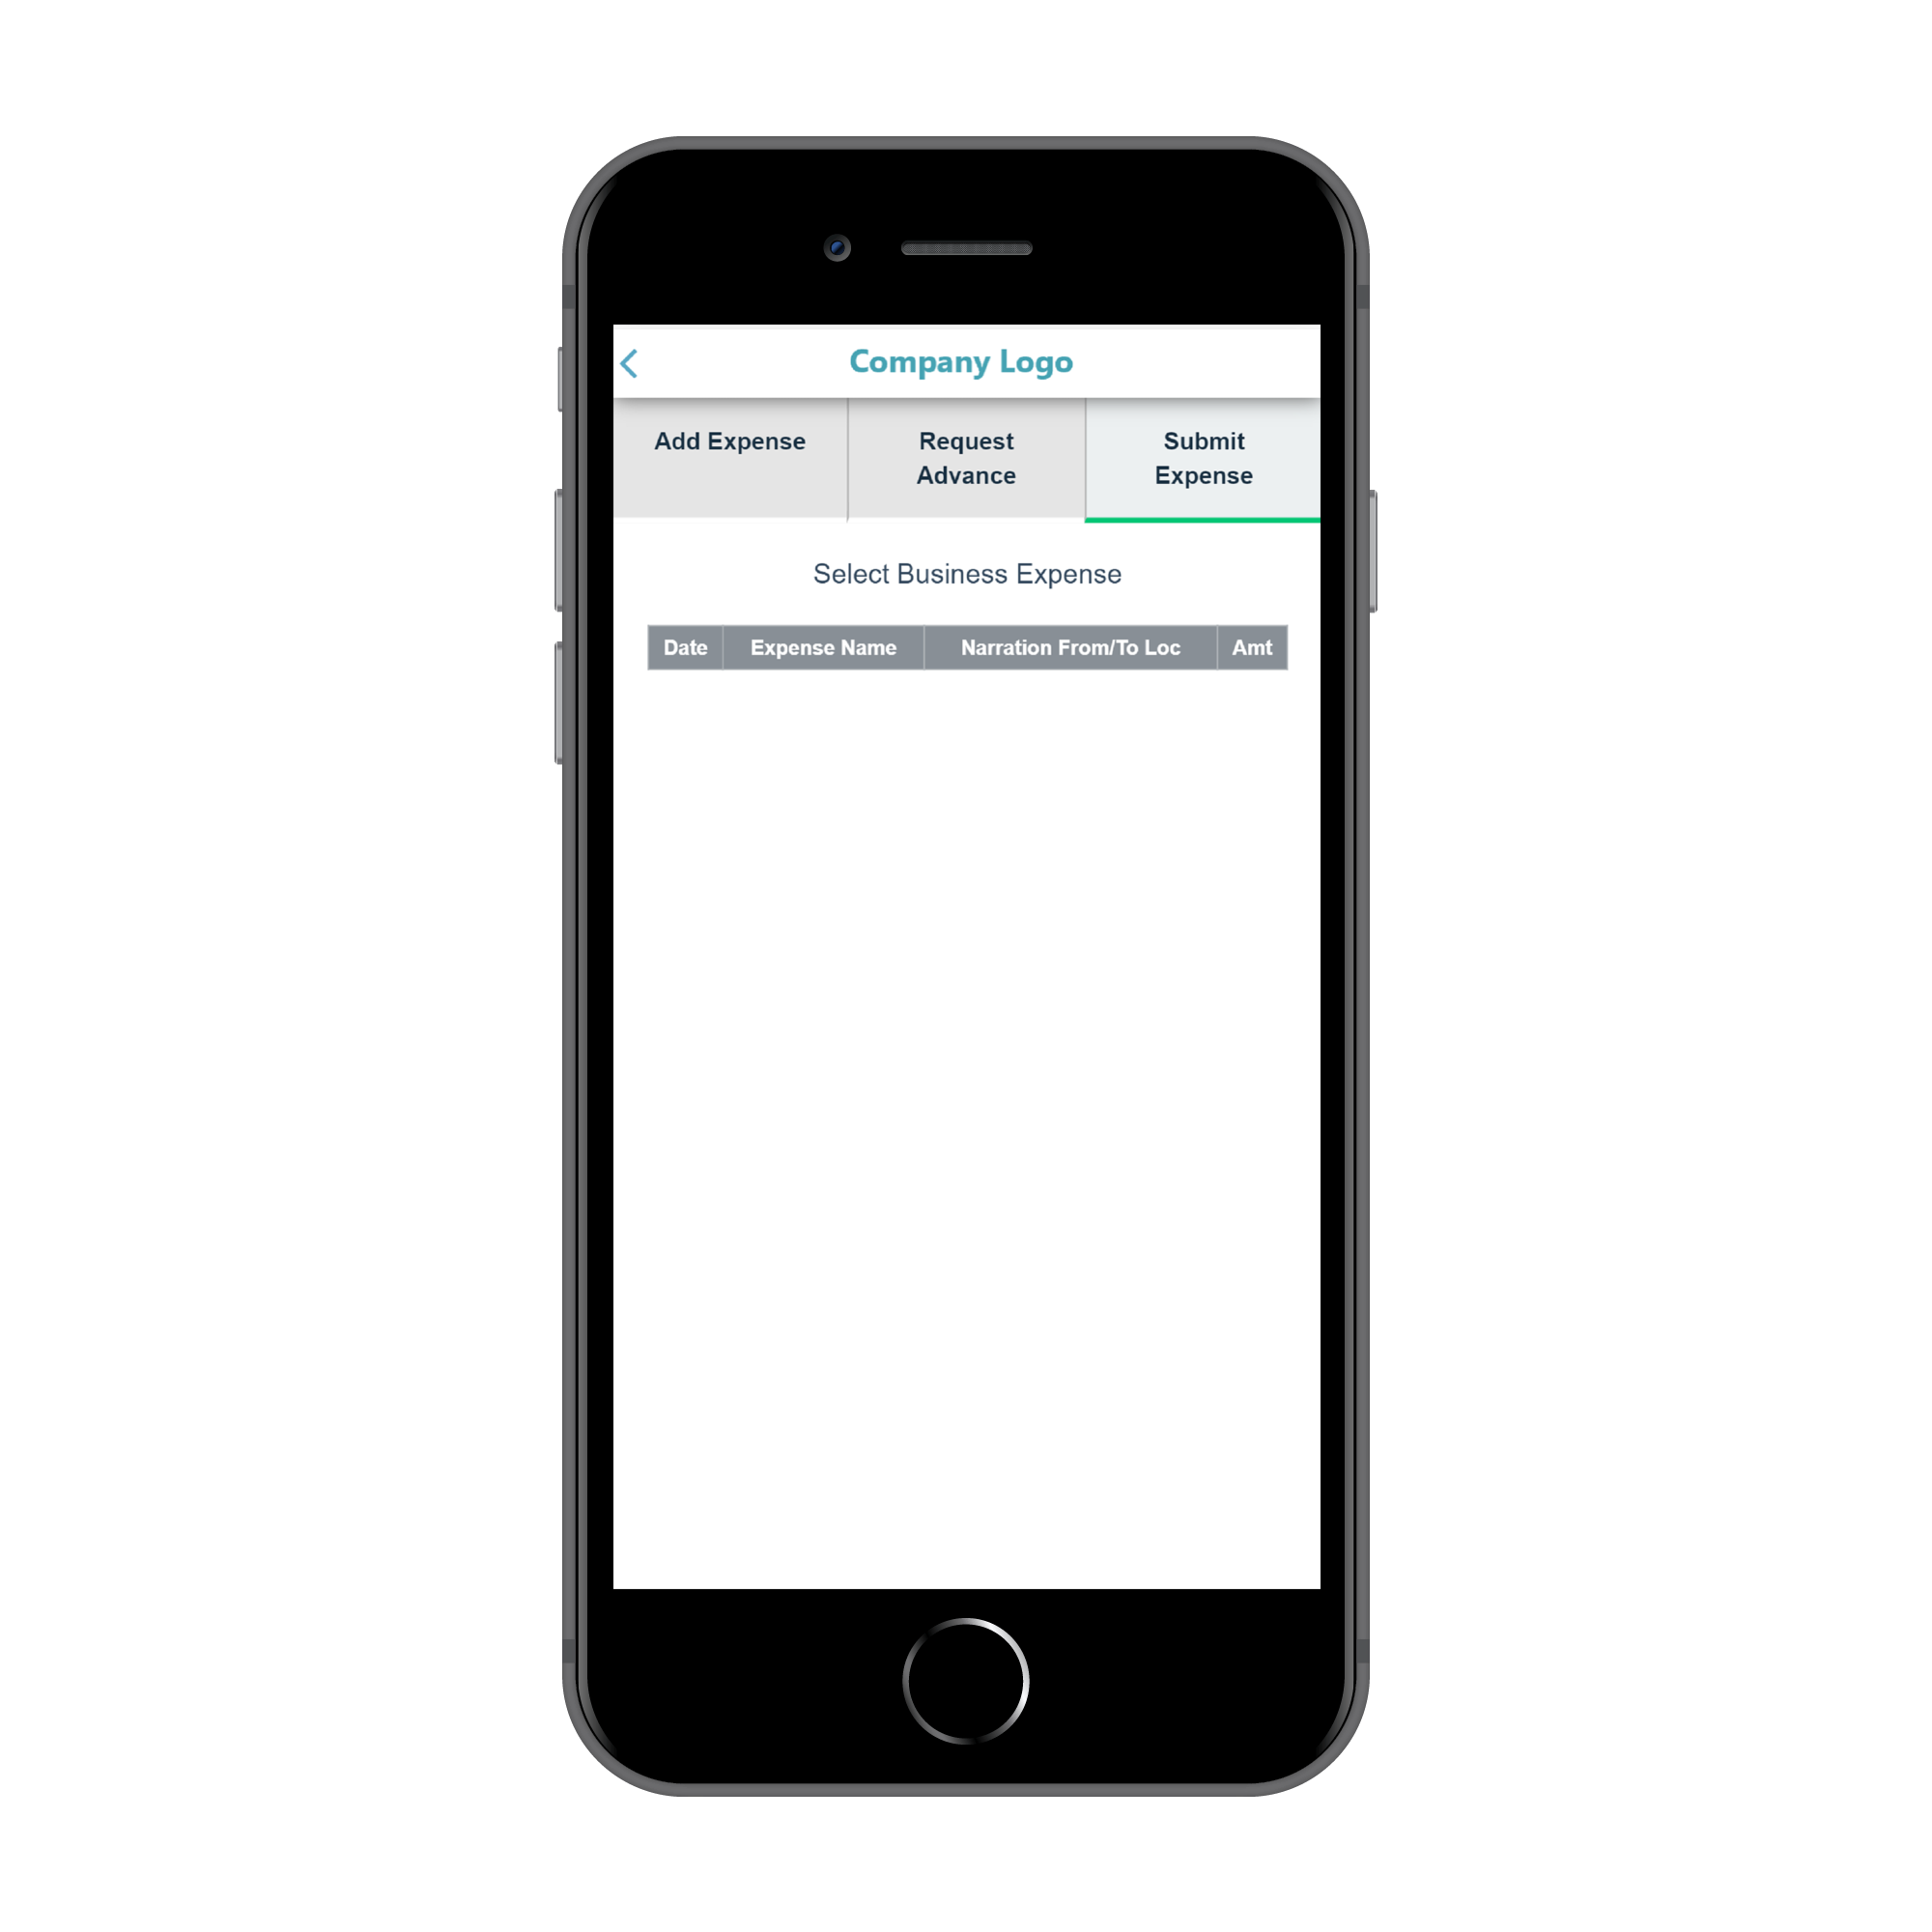 Company Logo
Add Expense
Request
Advance
Submit
Expense
Select Business Expense
Date Expense Name Narration From/To Loc Amt